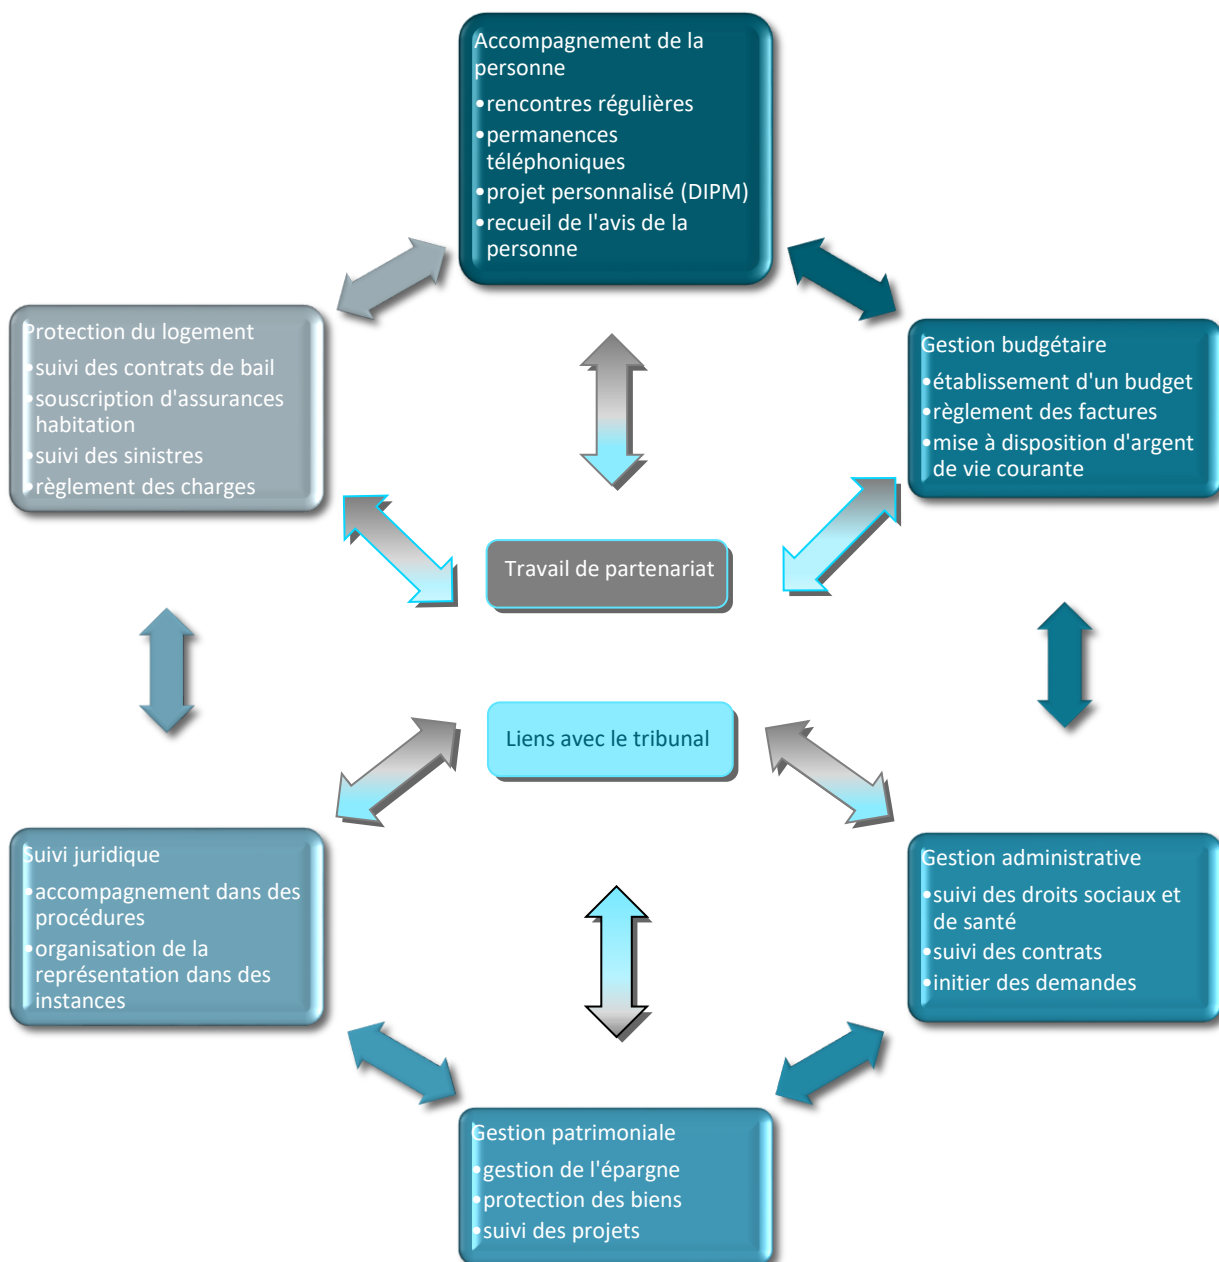 Accompagnement de la
personne
•rencontres régulières
•permanences
téléphoniques
•projet personnalisé (DIPM)
•recueil de l'avis de la
personne
Protection du logement
•suivi des contrats de bail
•souscription d'assurances
habitation
•suivi des sinistres
•règlement des charges
Gestion budgétaire
•établissement d'un budget
•règlement des factures
•mise à disposition d'argent
de vie courante
Travail de partenariat
Liens avec le tribunal
Suivi juridique
•accompagnement dans des
procédures
•organisation de la
représentation dans des
instances
Gestion administrative
•suivi des droits sociaux et
de santé
•suivi des contrats
•initier des demandes
Gestion patrimoniale
•gestion de l'épargne
•protection des biens
•suivi des projets